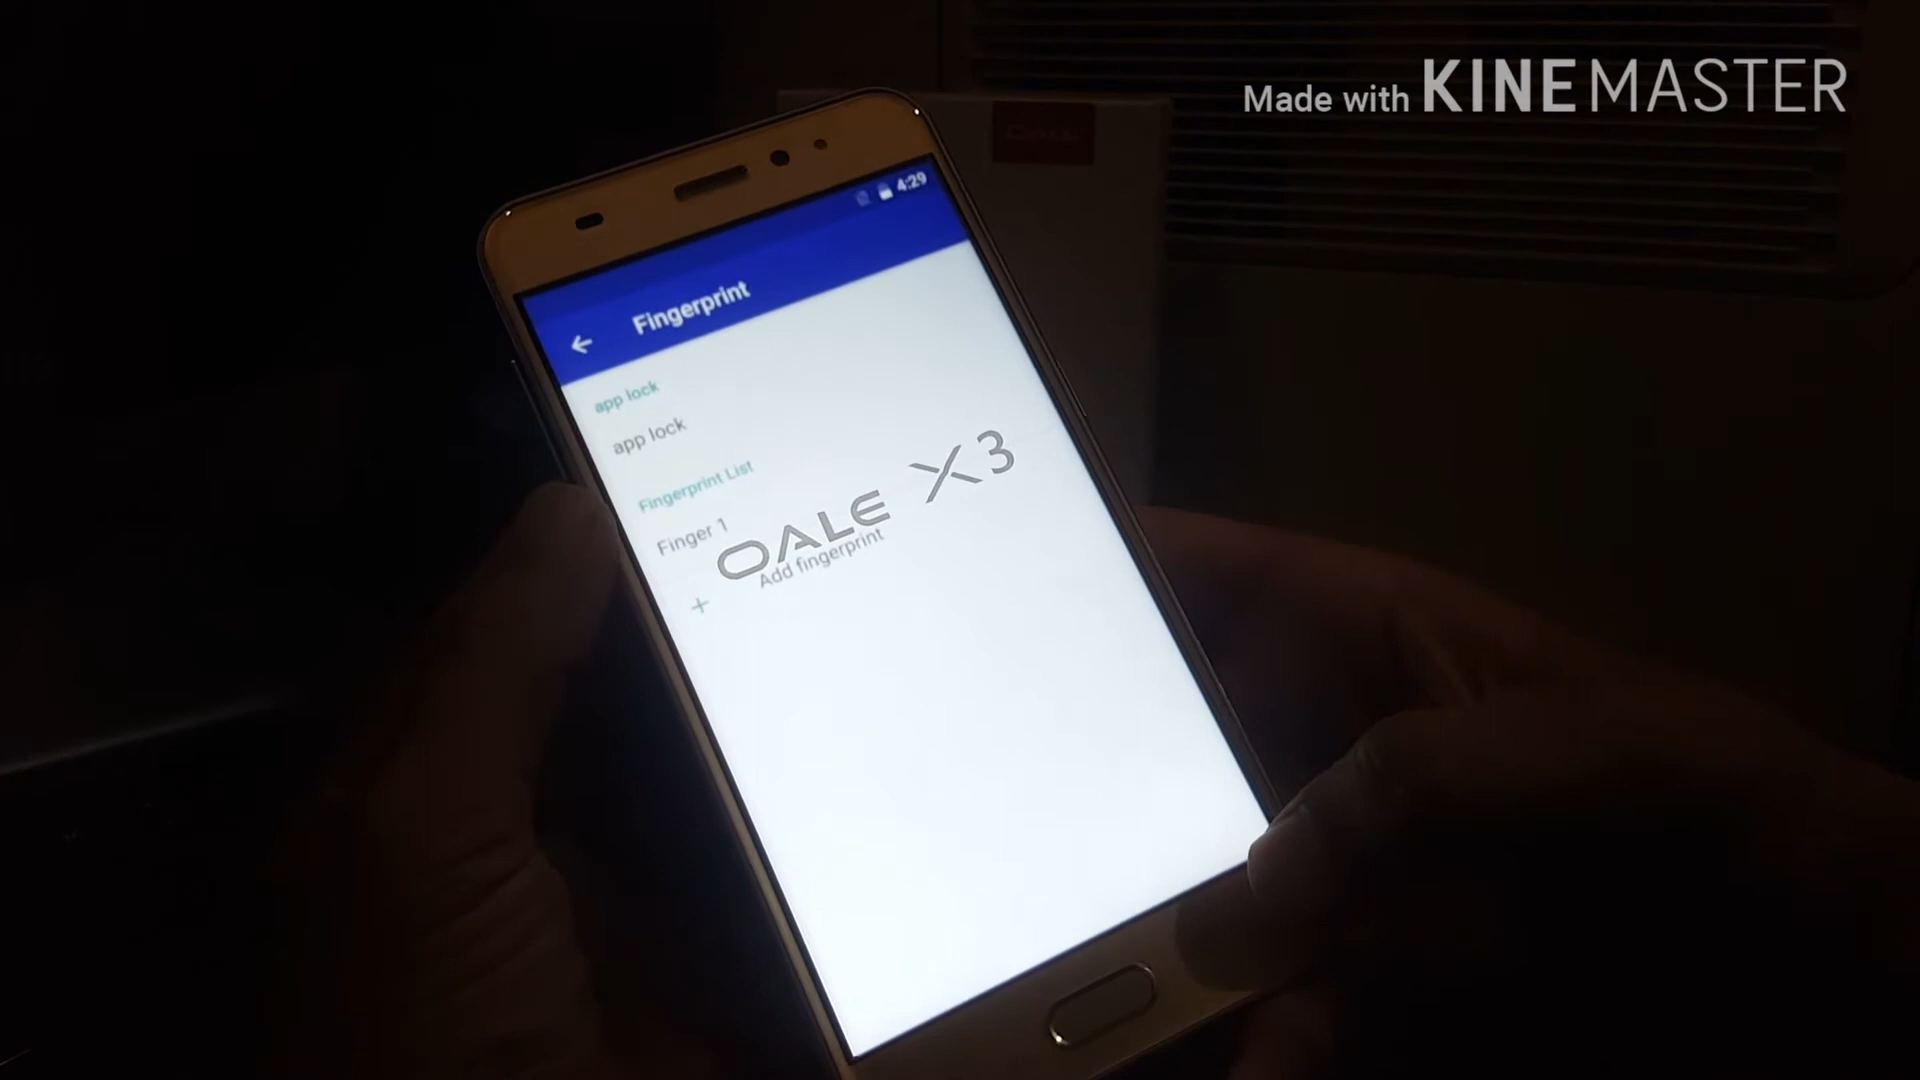 Made with KINEMASTER
4:29
Fingerprint
app lock
app lock
Fingerprint List
Finger 1
OALE X3
Add fingerprint